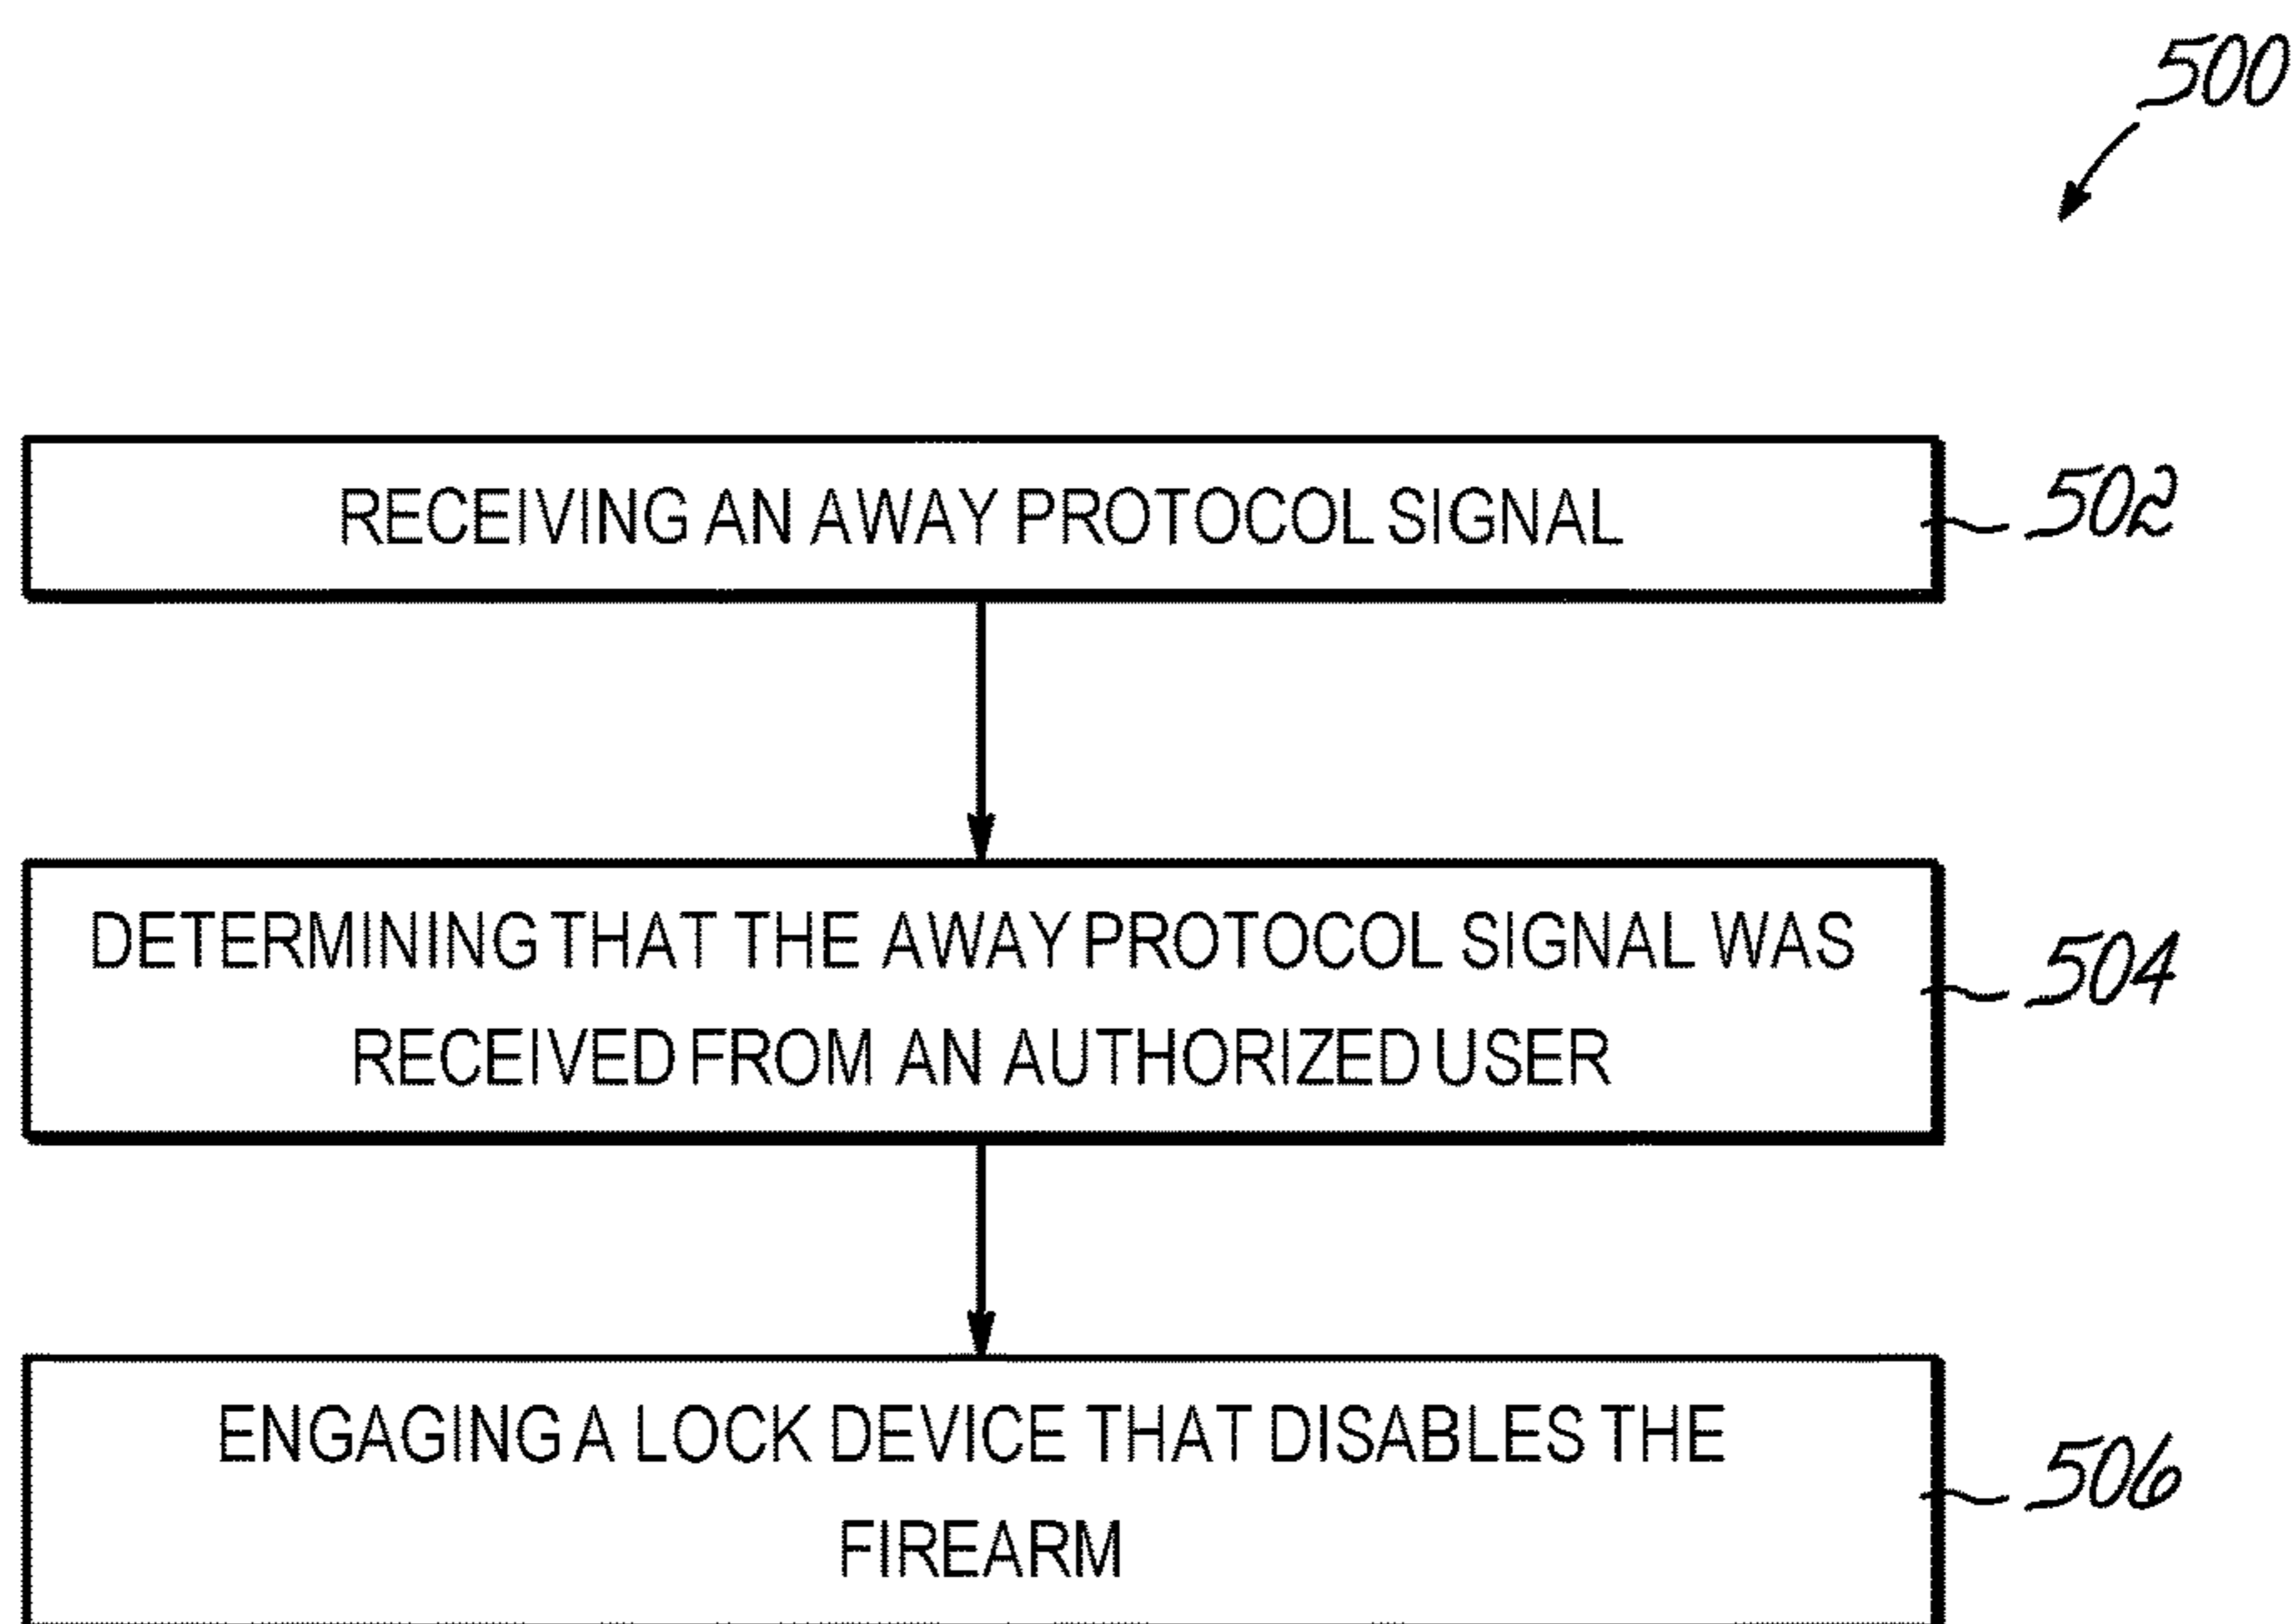 500
RECEIVING AN AWAY PROTOCOL SIGNAL
502
DETERMINING THAT THE AWAY PROTOCOL SIGNAL WAS
RECEIVED FROM AN AUTHORIZED USER
504
ENGAGING A LOCK DEVICE THAT DISABLES THE
FIREARM
506